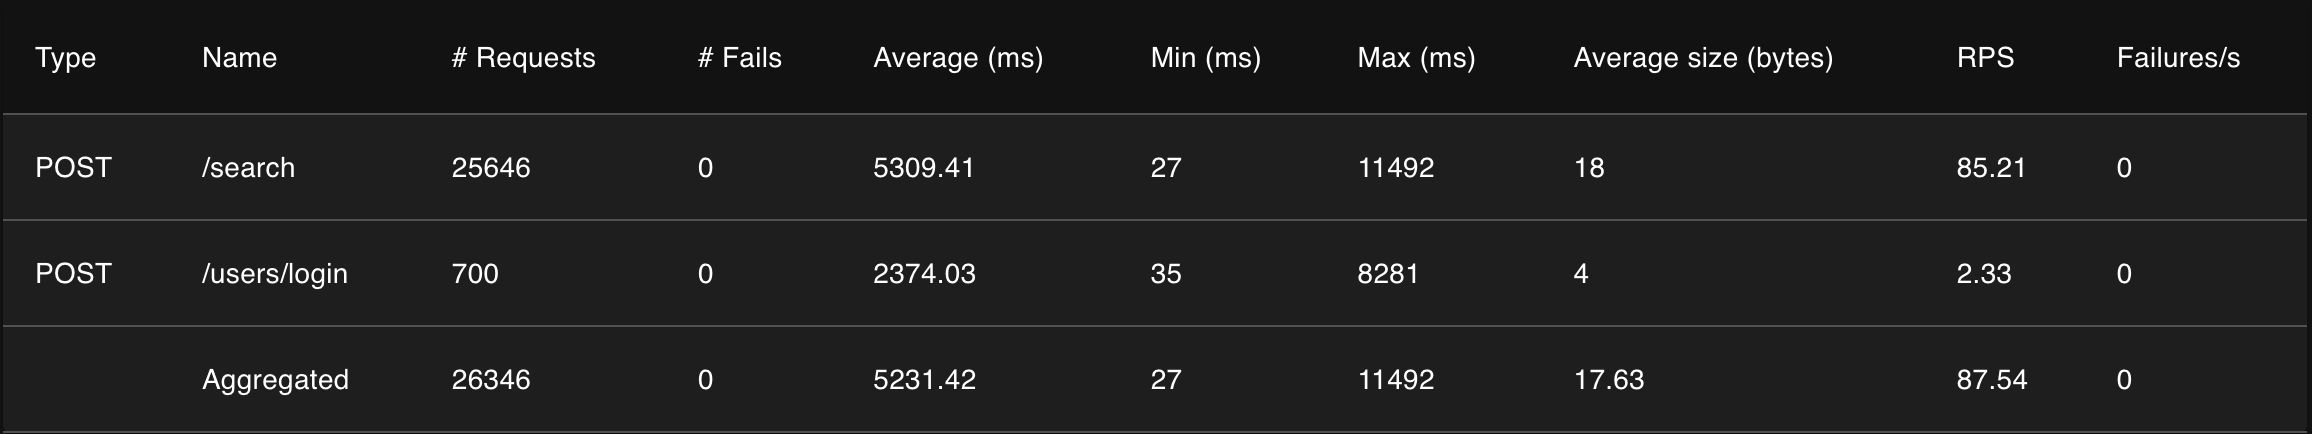 Type Name # Requests # Fails Average (ms) Min (ms) Max (ms) Average size (bytes) RPS Failures/s
POST /search 25646 0 5309.41 27 11492 18 85.21 0
POST /users/login 700 0 2374.03 35 8281 4 2.33 0
Aggregated 26346 0 5231.42 27 11492 17.63 87.54 0